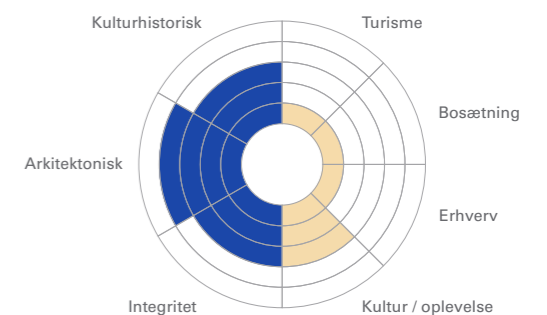 Kulturhistorisk
Turisme
Bosætning
Arkitektonisk
Erhverv
Integritet
Kultur / oplevelse